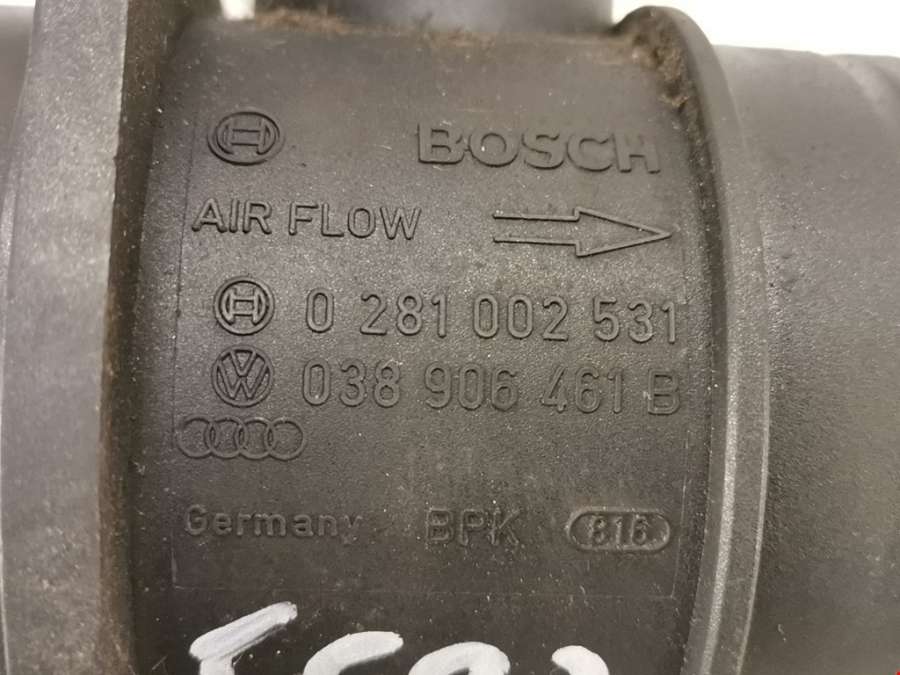 BOSCH
AIR FLOW
0 281 002 531
038 906 461 B
Germany BPK 816